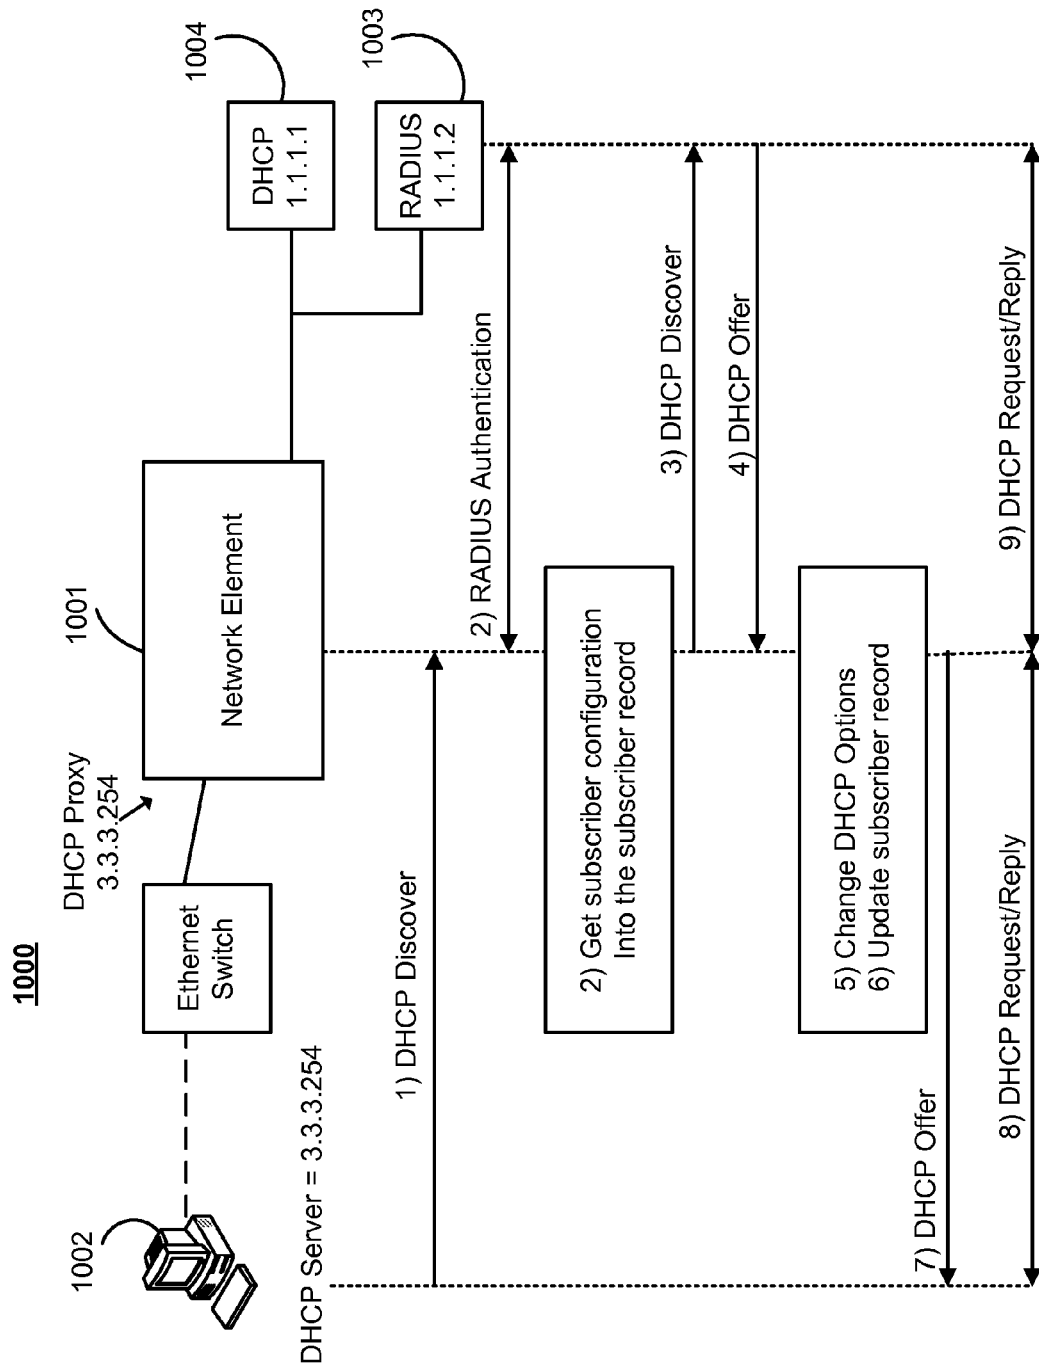 1000
1002
DHCP Server = 3.3.3.254
Ethernet
Switch
DHCP Proxy
3.3.3.254
1001
Network Element
DHCP
1.1.1.1
1004
RADIUS
1.1.1.2
1003
1) DHCP Discover
2) RADIUS Authentication
2) Get subscriber configuration
Into the subscriber record
3) DHCP Discover
4) DHCP Offer
5) Change DHCP Options
6) Update subscriber record
7) DHCP Offer
8) DHCP Request/Reply
9) DHCP Request/Reply